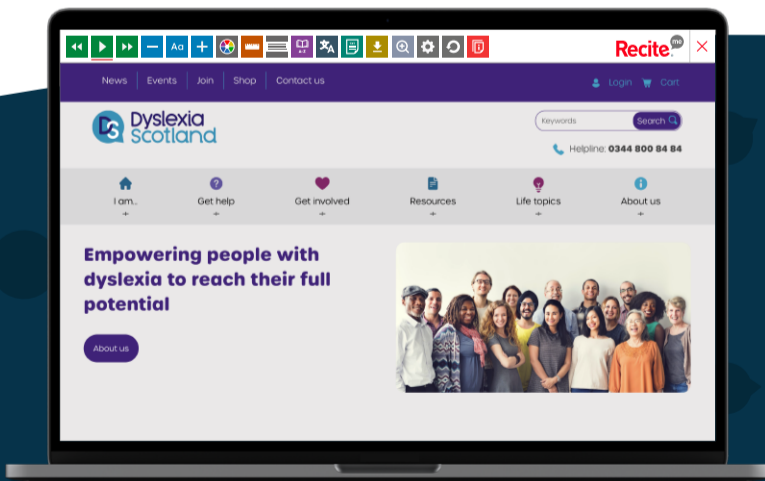 Aa
Recite me
News Events Join Shop Contact us
Login Cart
DS Dyslexia
Scotland
Keywords Search
Helpline: 0344 800 84 84
I am.. Get help Get involved Resources Life topics About us
Empowering people with
dyslexia to reach their full
potential
About us